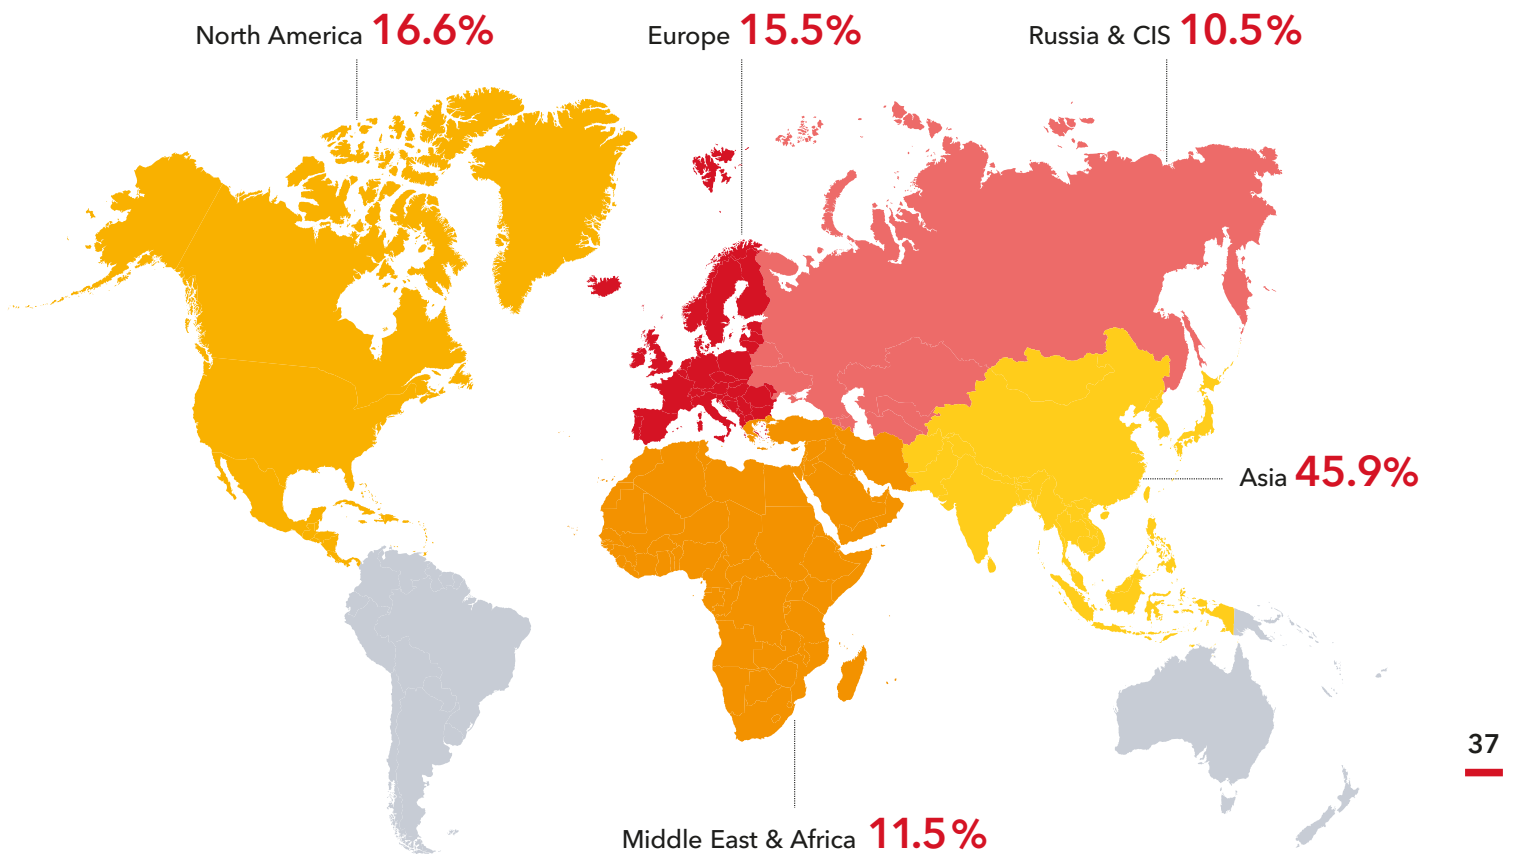 North America 16.6%
Europe 15.5%
Russia & CIS 10.5%
Asia 45.9%
37
Middle East & Africa 11.5%